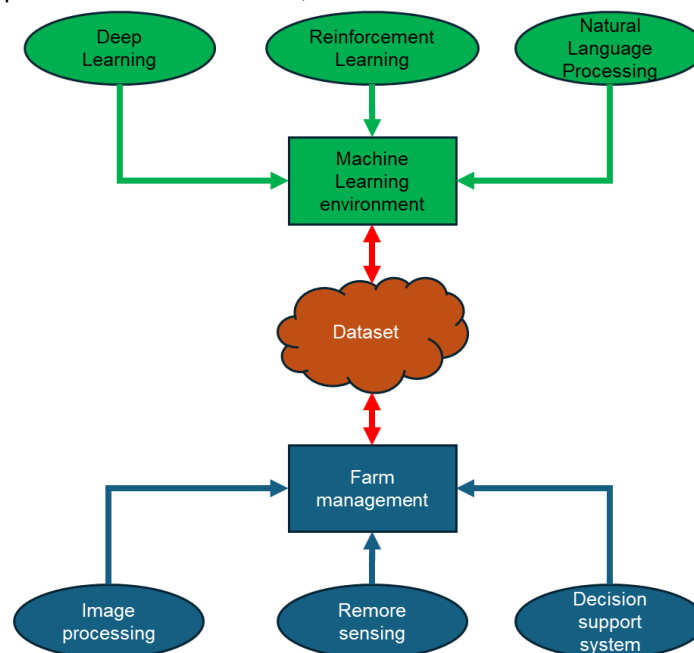 Deep
Learning
Reinforcement
Learning
Natural
Language
Processing
Machine
Learning
environment
Dataset
Farm
management
Image
processing
Remore
sensing
Decision
support
system